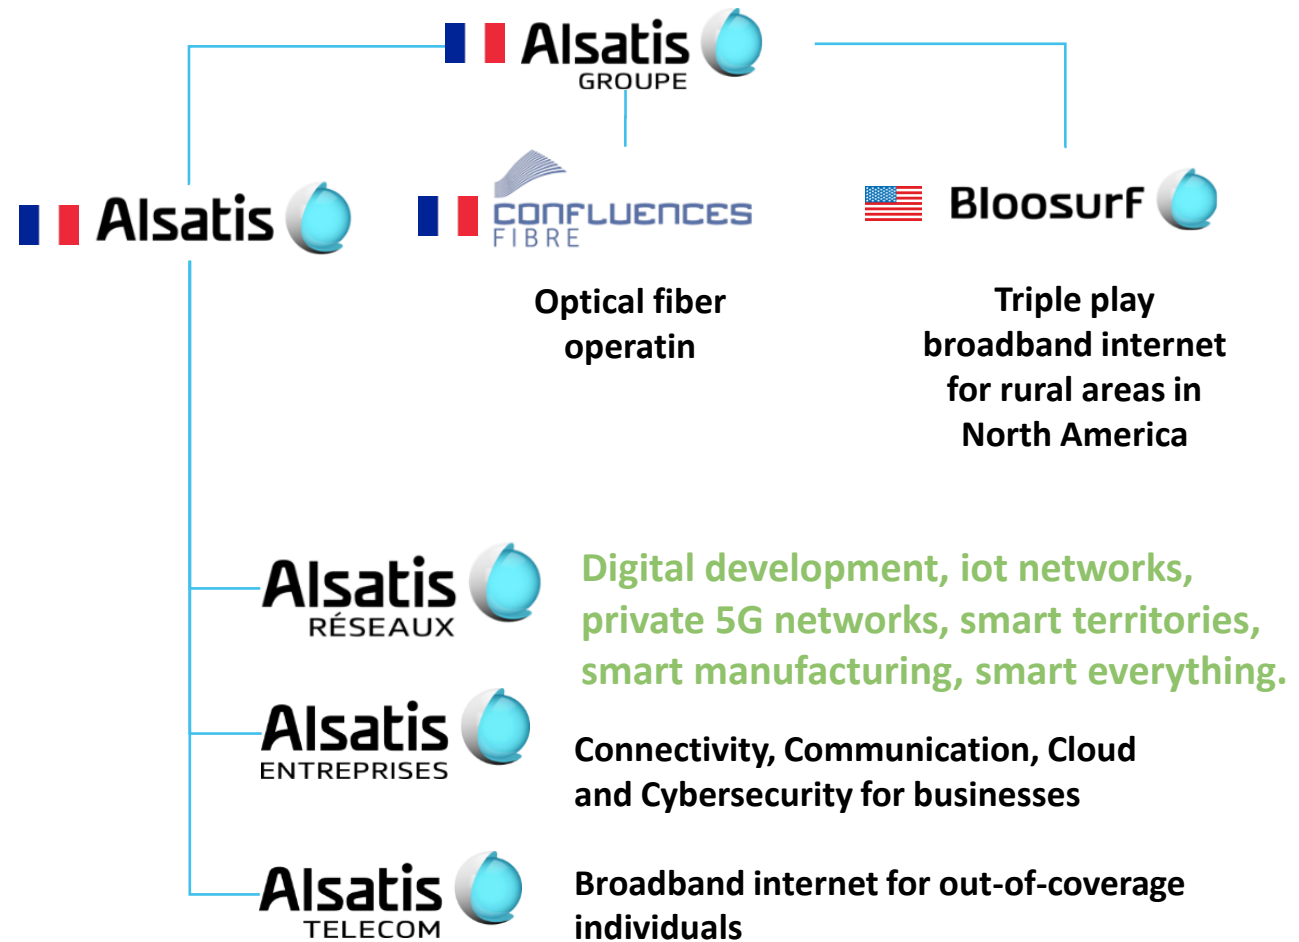 Alsatis
GROUPE
Alsatis
CONFLUENCES
FIBRE
Bloosurf
Optical fiber
operatin
Triple play
broadband internet
for rural areas in
North America
Alsatis
RÉSEAUX
Digital development, iot networks,
private 5G networks, smart territories,
smart manufacturing, smart everything.
Alsatis
ENTREPRISES
Connectivity, Communication, Cloud
and Cybersecurity for businesses
Alsatis
TELECOM
Broadband internet for out-of-coverage
individuals